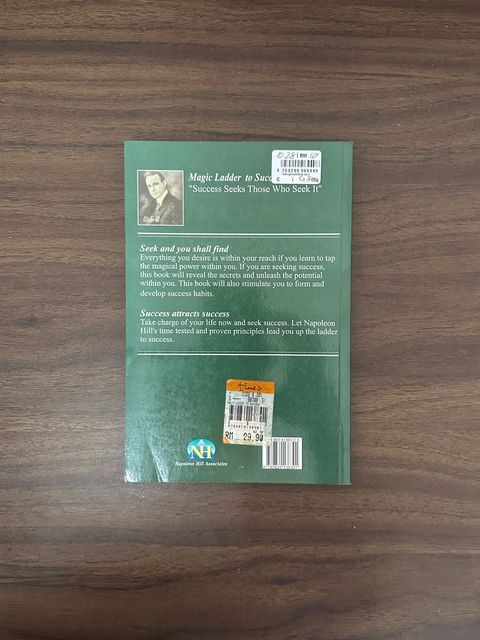 Magic Ladder to
"Success Seeks Those Who Seek It"
Seek and you shall find
Everything you desire is within your reach if you learn to tap
the magical power within you. If you are seeking success,
this book will reveal the secrets and unleash the potential
within you. This book will also stimulate you to form and
develop success habits.
Success attracts success
Take charge of your life now and seek success. Let Napoleon
Hill's time tested and proven principles lead you up the ladder
to success.
times
RM 29.90
NH
Napoleon Hill Associates